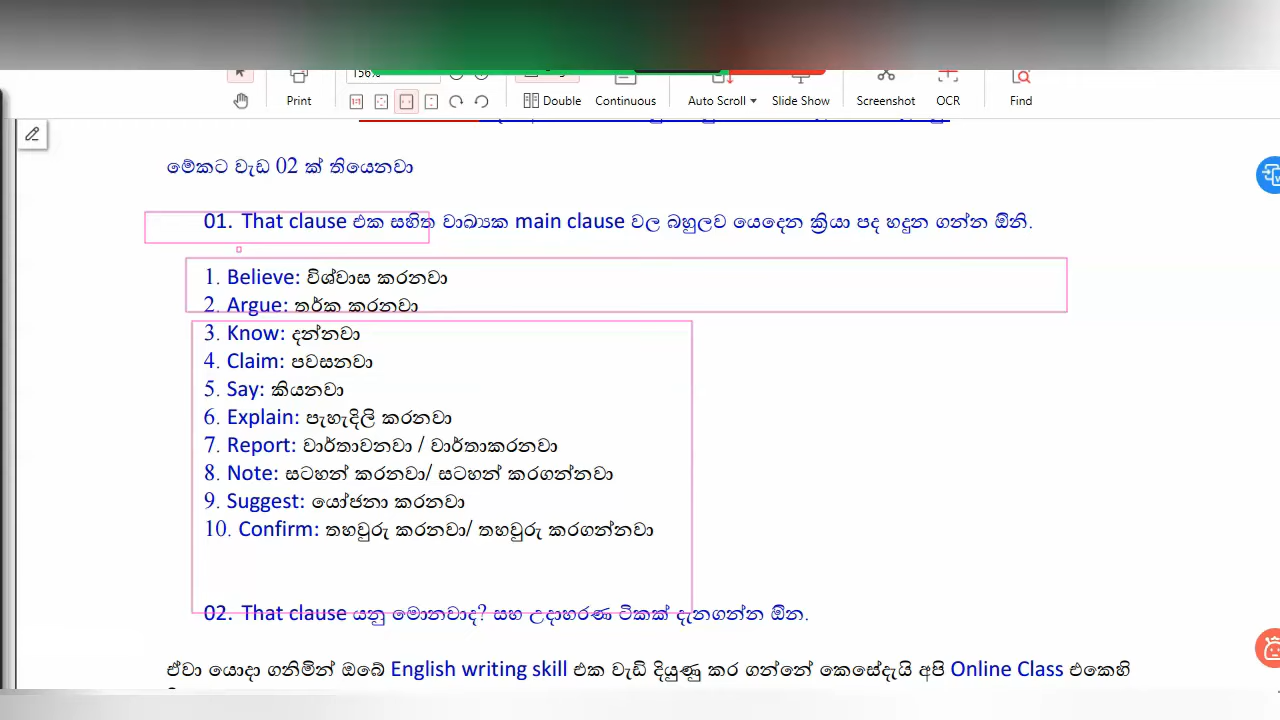 156%
Print
Double
Continuous
Auto Scroll
Slide Show
Screenshot
OCR
Find
මේකට වැඩ 02 ක් තියෙනවා
01. That clause එක සහිත වාඛ්‍යක main clause වල බහුලව යෙදෙන ක්‍රියා පද හදුන ගන්න ඕනි.
1. Believe: විශ්වාස කරනවා
2. Argue: තර්ක කරනවා
3. Know: දන්නවා
4. Claim: පවසනවා
5. Say: කියනවා
6. Explain: පැහැදිලි කරනවා
7. Report: වාර්තාවනවා / වාර්තාකරනවා
8. Note: සටහන් කරනවා/ සටහන් කරගන්නවා
9. Suggest: යෝජනා කරනවා
10. Confirm: තහවුරු කරනවා/ තහවුරු කරගන්නවා
02. That clause යනු මොනවාද? සහ උදාහරණ ටිකක් දැනගන්න ඕන.
ඒවා යොදා ගනිමින් ඔබේ English writing skill එක වැඩි දියුණු කර ගන්නේ කෙසේදැයි අපි Online Class එකෙහි